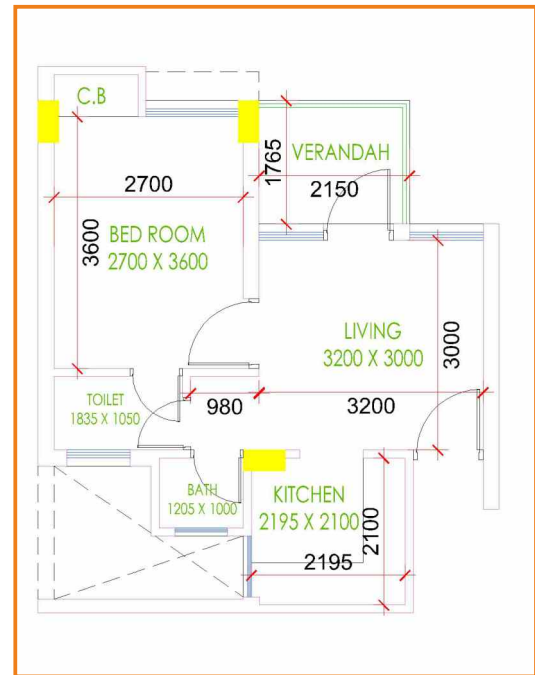 C.B
VERANDAH
1765
2150
2700
3600
BED ROOM
2700 X 3600
LIVING
3200 X 3000
3000
TOILET
1835 X 1050
980
3200
BATH
1205 X 1000
KITCHEN
2195 X 2100
2100
2195